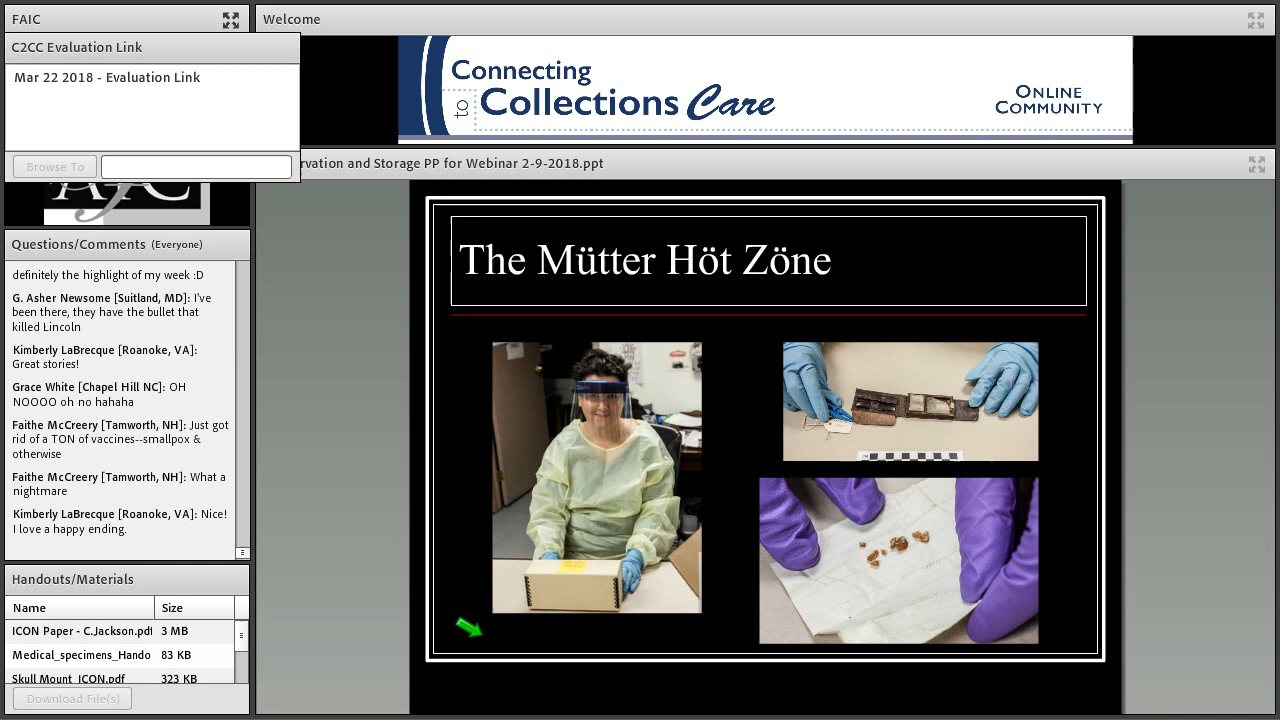 FAIC
C2CC Evaluation Link
Mar 22 2018 - Evaluation Link
Browse To
Questions/Comments (Everyone)
definitely the highlight of my week :D
G. Asher Newsome [Suitland, MD]: I've
been there, they have the bullet that
killed Lincoln
Kimberly LaBrecque [Roanoke, VA]:
Great stories!
Grace White [Chapel Hill NC]: OH
NOOOO oh no hahaha
Faithe McCreery [Tamworth, NH]: Just got
rid of a TON of vaccines--smallpox &
otherwise
Faithe McCreery [Tamworth, NH]: What a
nightmare
Kimberly LaBrecque [Roanoke, VA]: Nice!
I love a happy ending.
Handouts/Materials
Name Size
ICON Paper - C.Jackson.pdf 3 MB
Medical_specimens_Hando 83 KB
Skull Mount_ICON.pdf 323 KB
Download File(s)
Welcome
Connecting
to Collections Care
ONLINE
COMMUNITY
rvation and Storage PP for Webinar 2-9-2018.ppt
The Mütter Höt Zöne